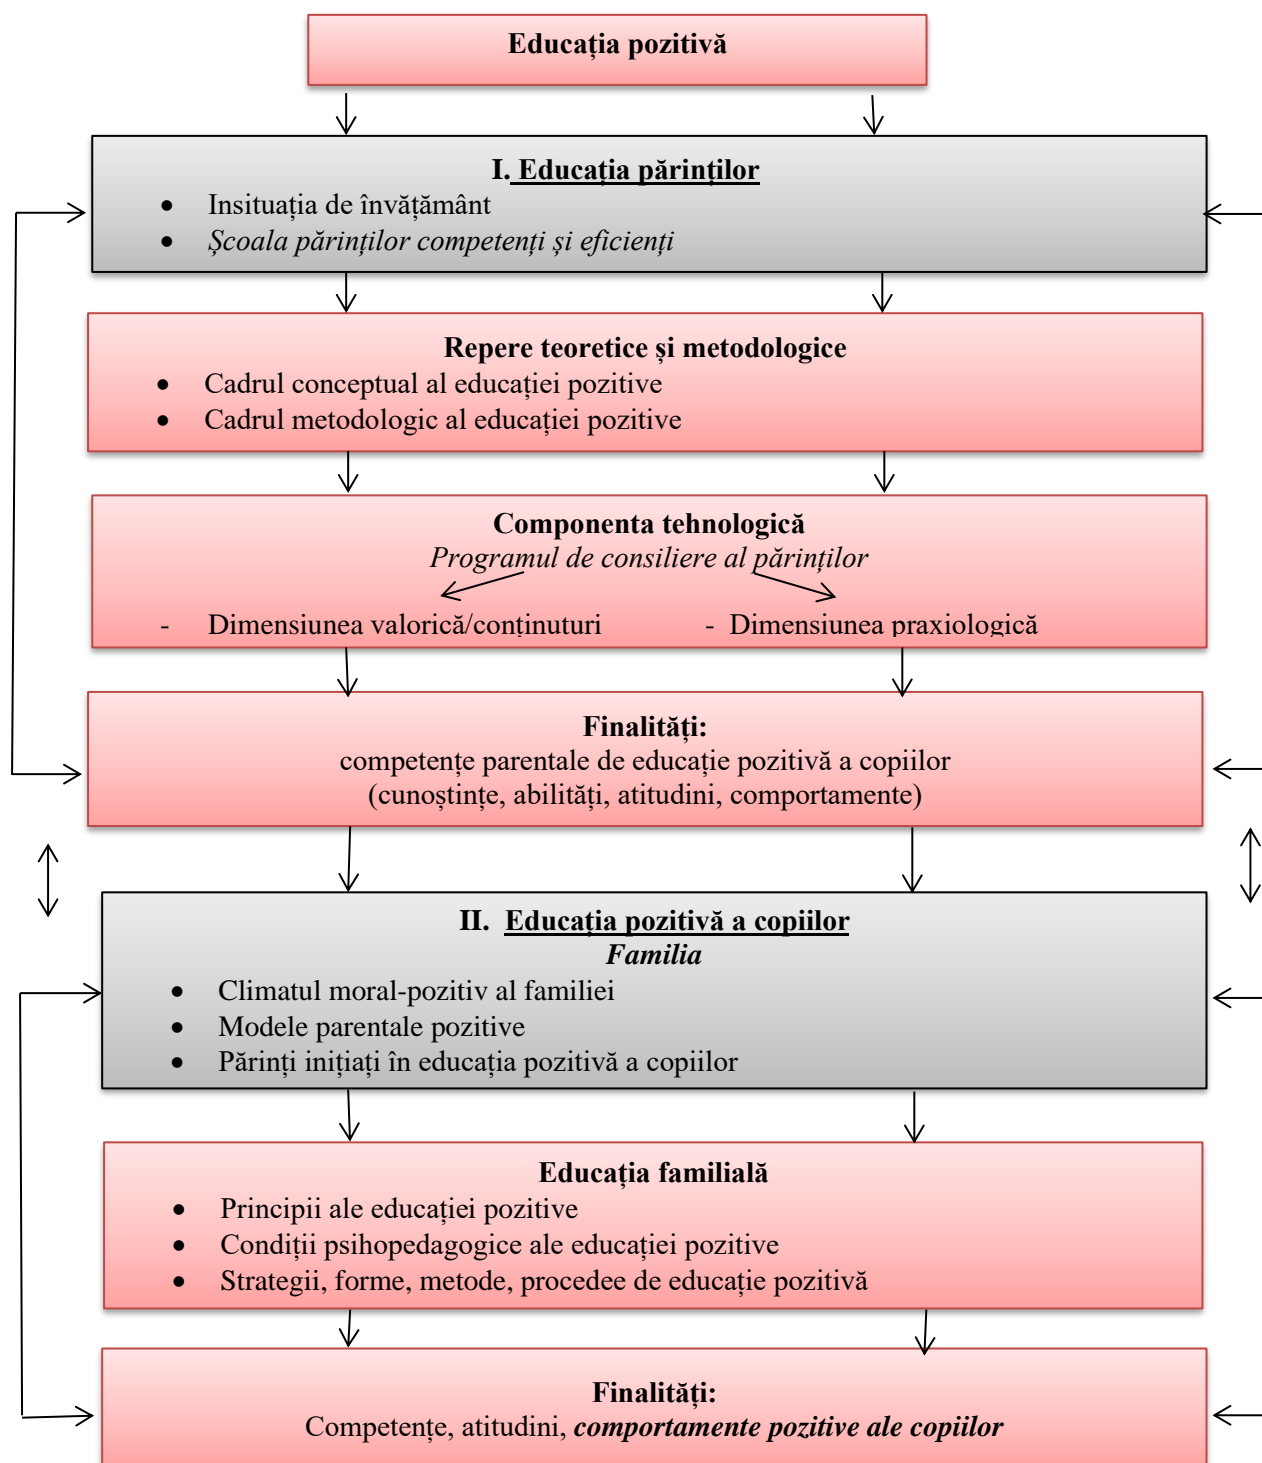 Educația pozitivă
I. Educația părinților
• Insituația de învățământ
• Școala părinților competenți și eficienți
Repere teoretice și metodologice
• Cadrul conceptual al educației pozitive
• Cadrul metodologic al educației pozitive
Componenta tehnologică
Programul de consiliere al părinților
- Dimensiunea valorică/conținuturi - Dimensiunea praxiologică
Finalități:
competențe parentale de educație pozitivă a copiilor
(cunoștințe, abilități, atitudini, comportamente)
II. Educația pozitivă a copiilor
Familia
• Climatul moral-pozitiv al familiei
• Modele parentale pozitive
• Părinți inițiați în educația pozitivă a copiilor
Educația familială
• Principii ale educației pozitive
• Condiții psihopedagogice ale educației pozitive
• Strategii, forme, metode, procedee de educație pozitivă
Finalități:
Competențe, atitudini, comportamente pozitive ale copiilor